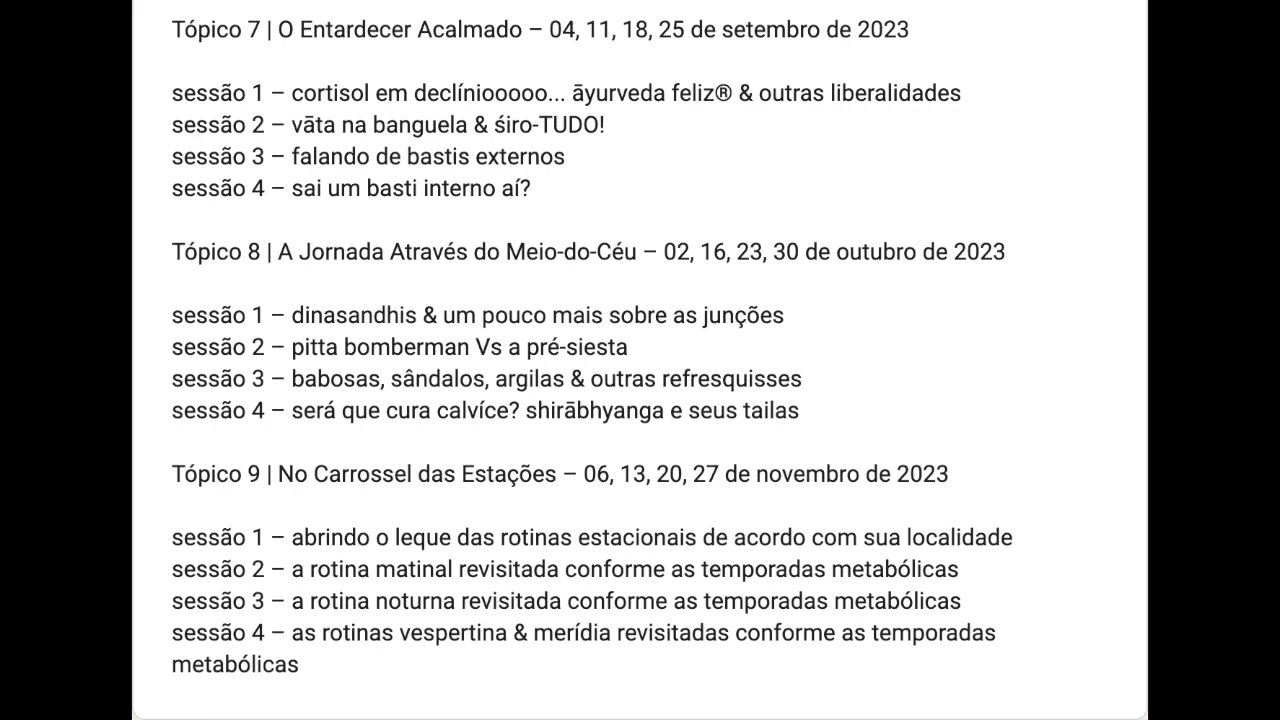 Tópico 7 | O Entardecer Acalmado – 04, 11, 18, 25 de setembro de 2023
sessão 1 – cortisol em declíniooooo... āyurveda feliz® & outras liberalidades
sessão 2 – vāta na banguela & śiro-TUDO!
sessão 3 – falando de bastis externos
sessão 4 – sai um basti interno aí?
Tópico 8 | A Jornada Através do Meio-do-Céu – 02, 16, 23, 30 de outubro de 2023
sessão 1 – dinasandhis & um pouco mais sobre as junções
sessão 2 – pitta bomberman Vs a pré-siesta
sessão 3 – babosas, sândalos, argilas & outras refresquisses
sessão 4 – será que cura calvíce? shirābhyanga e seus tailas
Tópico 9 | No Carrossel das Estações – 06, 13, 20, 27 de novembro de 2023
sessão 1 – abrindo o leque das rotinas estacionais de acordo com sua localidade
sessão 2 – a rotina matinal revisitada conforme as temporadas metabólicas
sessão 3 – a rotina noturna revisitada conforme as temporadas metabólicas
sessão 4 – as rotinas vespertina & merídia revisitadas conforme as temporadas
metabólicas